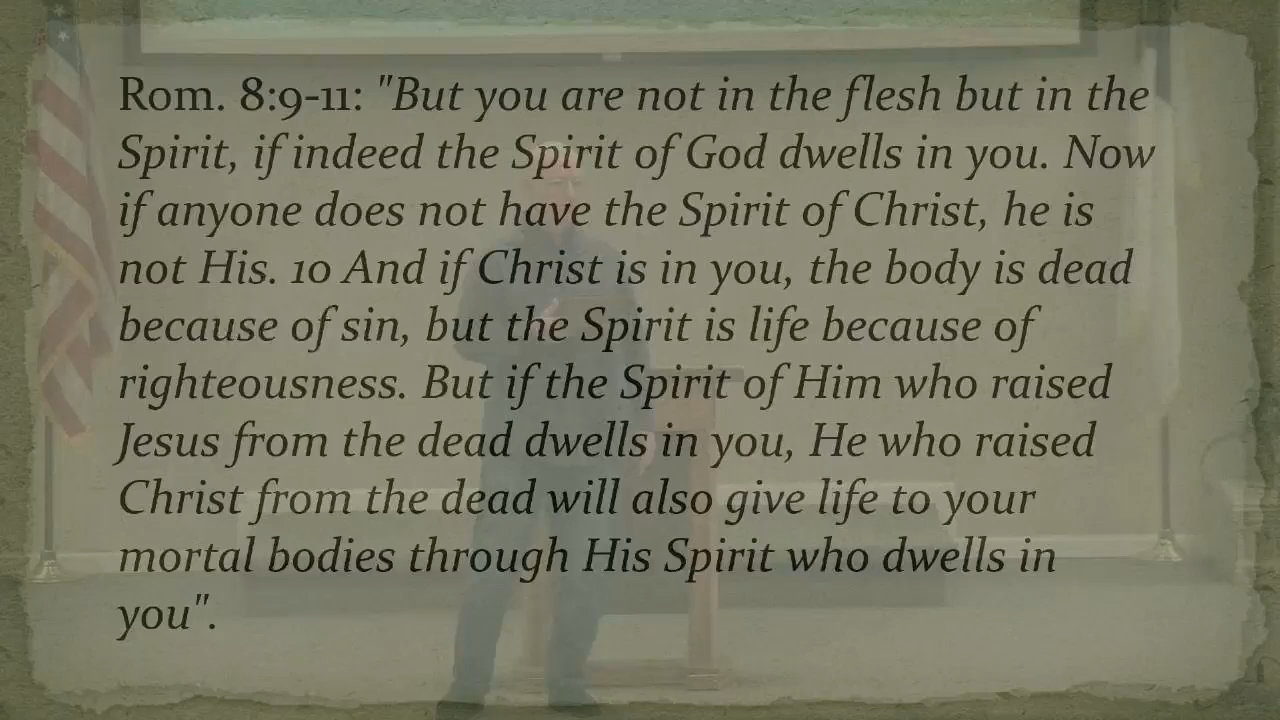 Rom. 8:9-11: "But you are not in the flesh but in the
Spirit, if indeed the Spirit of God dwells in you. Now
if anyone does not have the Spirit of Christ, he is
not His. 10 And if Christ is in you, the body is dead
because of sin, but the Spirit is life because of
righteousness. But if the Spirit of Him who raised
Jesus from the dead dwells in you, He who raised
Christ from the dead will also give life to your
mortal bodies through His Spirit who dwells in
you".